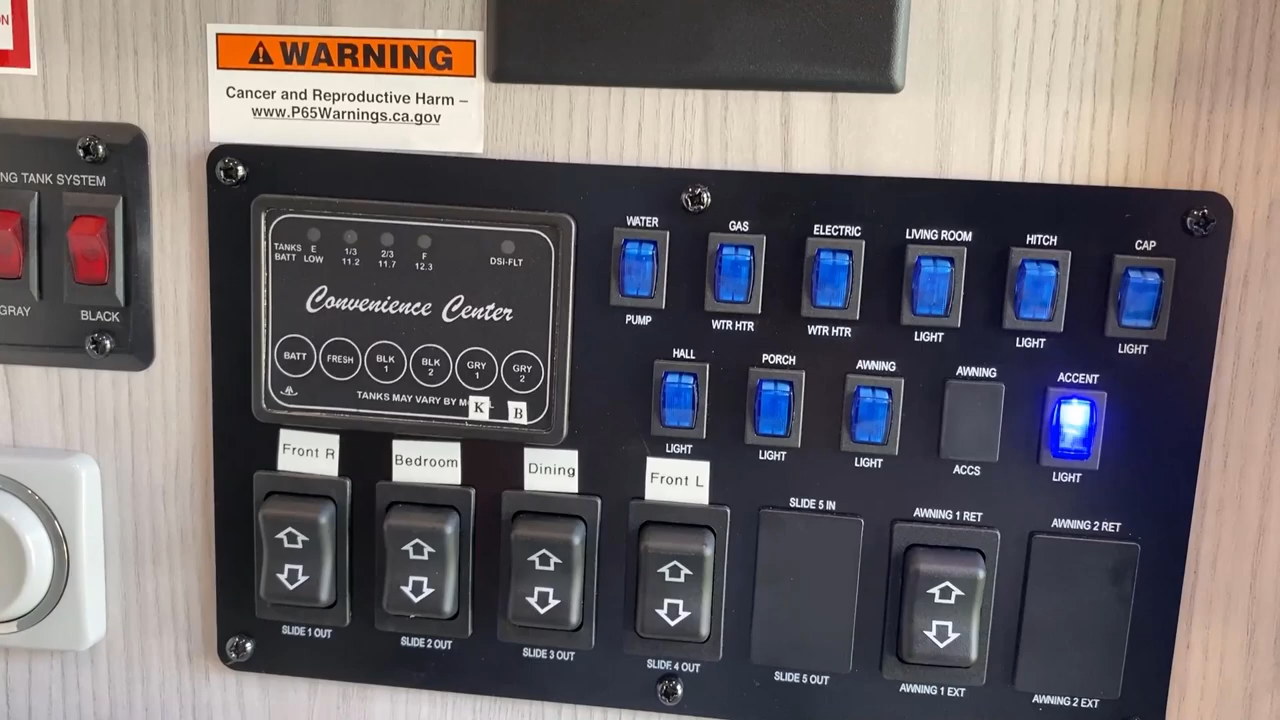 ON
WARNING
Cancer and Reproductive Harm –
www.P65Warnings.ca.gov
NG TANK SYSTEM
GRAY
BLACK
TANKS E 1/3 2/3 F
BATT LOW 11.2 11.7 12.3
DSI-FLT
Convenience Center
BATT FRESH BLK 1 BLK 2 GRY 1 GRY 2
TANKS MAY VARY BY M
K B
WATER
PUMP
GAS
WTR HTR
ELECTRIC
WTR HTR
LIVING ROOM
LIGHT
HITCH
LIGHT
CAP
LIGHT
HALL
LIGHT
PORCH
LIGHT
AWNING
LIGHT
AWNING
ACCS
ACCENT
LIGHT
Front R
SLIDE 1 OUT
Bedroom
SLIDE 2 OUT
Dining
SLIDE 3 OUT
Front L
SLIDE 4 OUT
SLIDE 5 IN
SLIDE 5 OUT
AWNING 1 RET
AWNING 1 EXT
AWNING 2 RET
AWNING 2 EXT